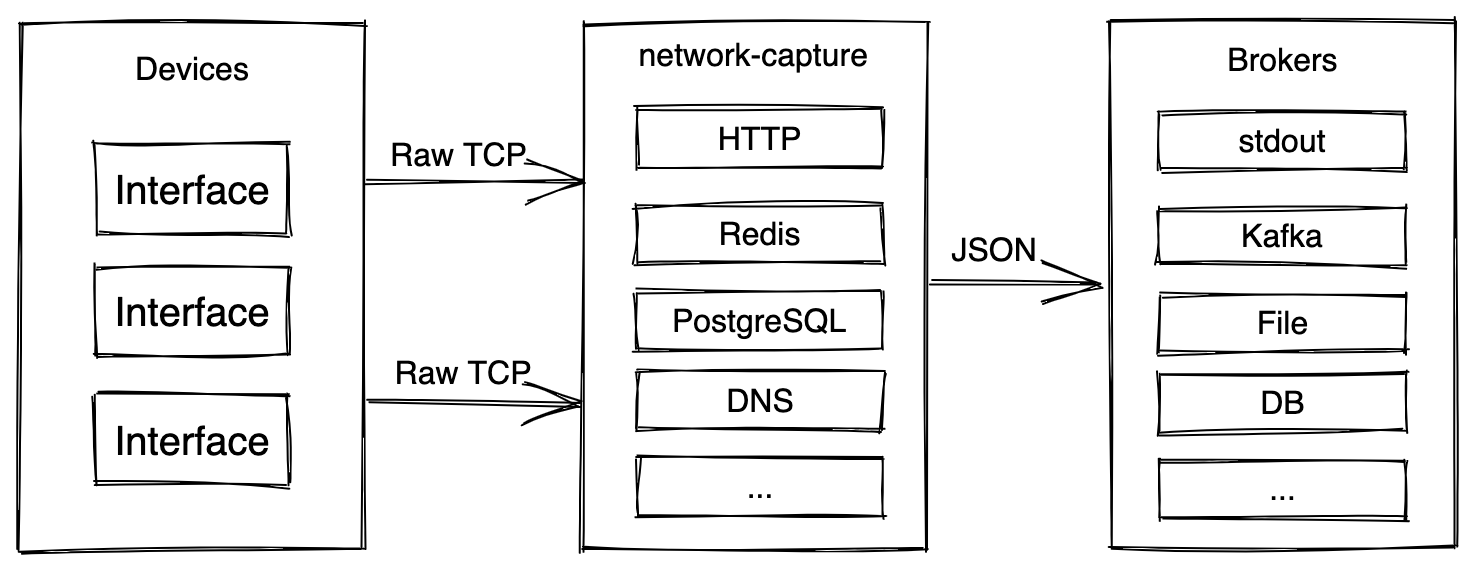 Devices
Interface
Interface
Interface
Raw TCP
Raw TCP
network-capture
HTTP
Redis
PostgreSQL
DNS
...
JSON
Brokers
stdout
Kafka
File
DB
...